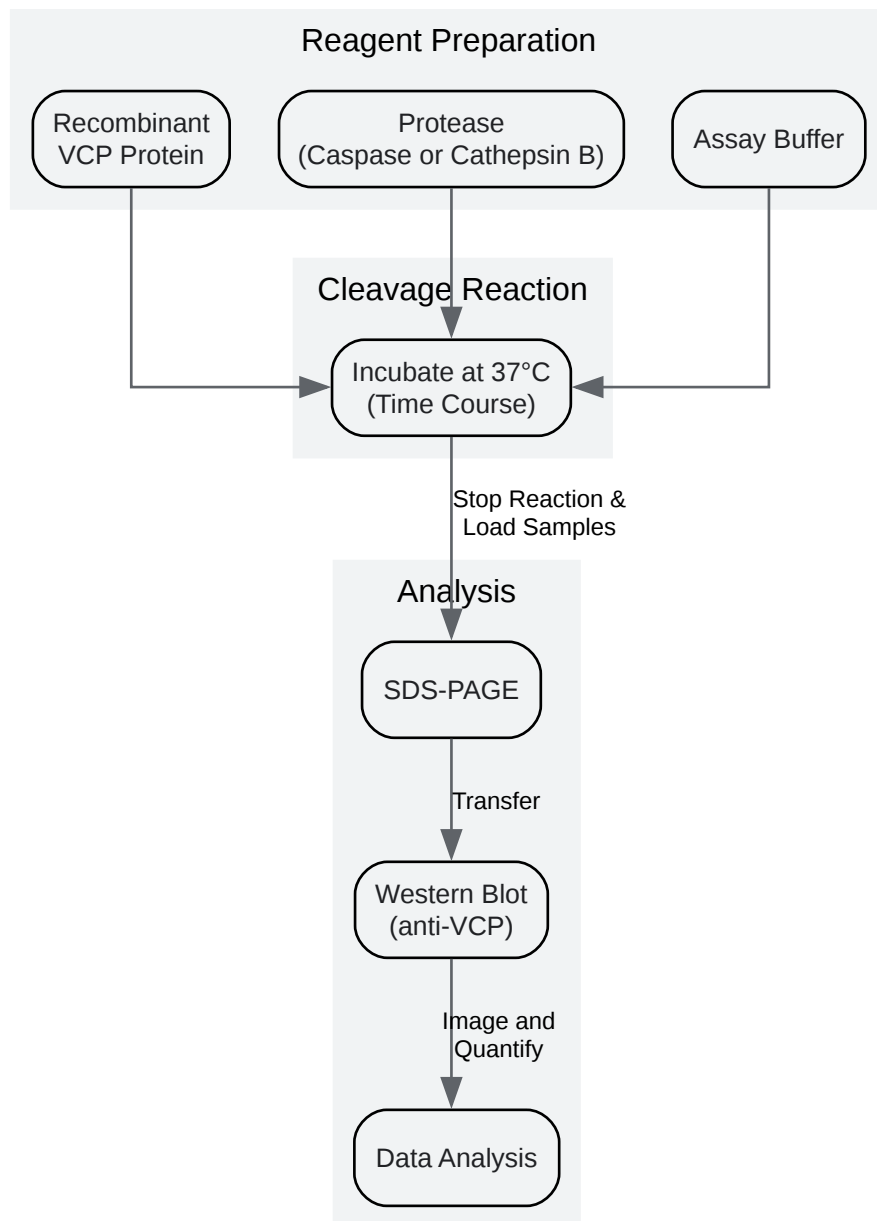 Reagent Preparation
Recombinant
VCP Protein
Protease
(Caspase or Cathepsin B)
Assay Buffer
Cleavage Reaction
Incubate at 37°C
(Time Course)
Stop Reaction &
Load Samples
Analysis
SDS-PAGE
Transfer
Western Blot
(anti-VCP)
Image and
Quantify
Data Analysis